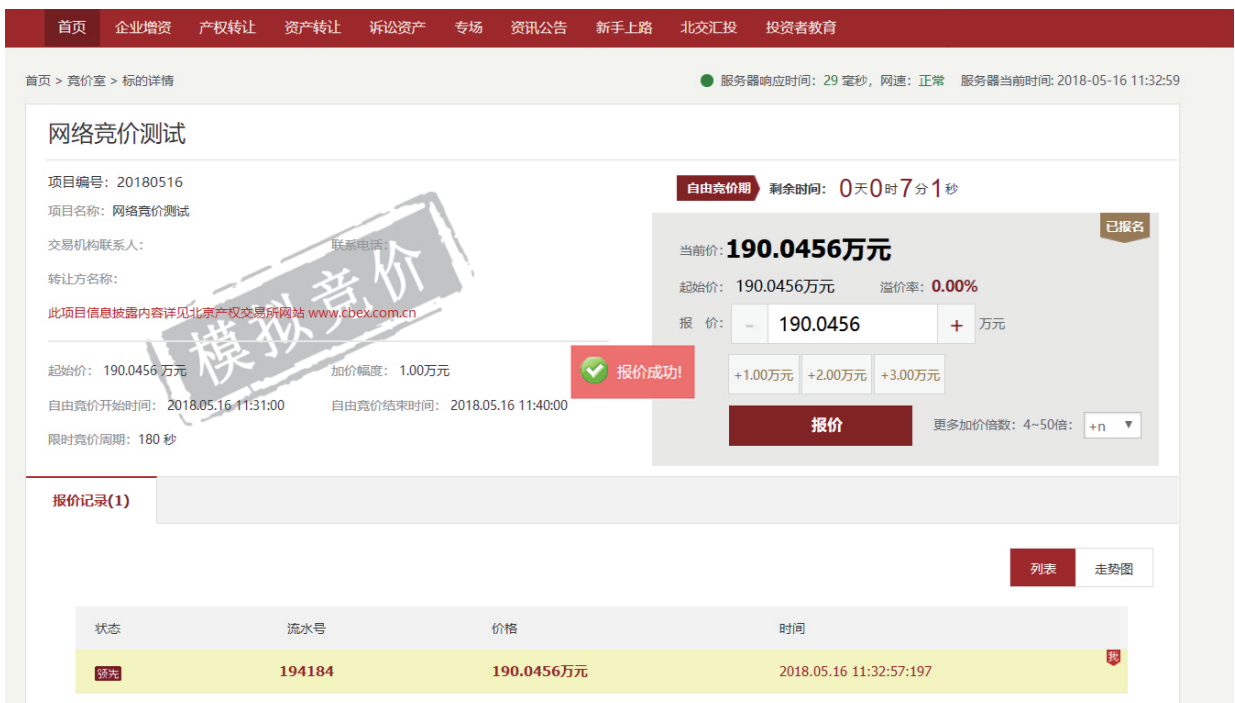 首页 企业增资 产权转让 资产转让 诉讼资产 专场 资讯公告 新手上路 北交汇投 投资者教育
首页 > 竞价室 > 标的详情 服务器响应时间：29 毫秒，网速：正常 服务器当前时间: 2018-05-16 11:32:59
网络竞价测试
项目编号：20180516
自由竞价期 剩余时间： 0天0时7分1秒
项目名称：网络竞价测试
已报名
交易机构联系人： 联系电话：
当前价: 190.0456万元
转让方名称：
起始价： 190.0456万元 溢价率：0.00%
此项目信息披露内容详见北京产权交易所网站 www.cbex.com.cn
报 价： - 190.0456 + 万元
模拟竞价
起始价： 190.0456 万元 加价幅度： 1.00万元
报价成功!
+1.00万元 +2.00万元 +3.00万元
自由竞价开始时间： 2018.05.16 11:31:00 自由竞价结束时间： 2018.05.16 11:40:00
报价 更多加价倍数：4~50倍： +n ▼
限时竞价周期：180 秒
报价记录(1)
列表 走势图
状态 流水号 价格 时间
领先 194184 190.0456万元 2018.05.16 11:32:57:197 我